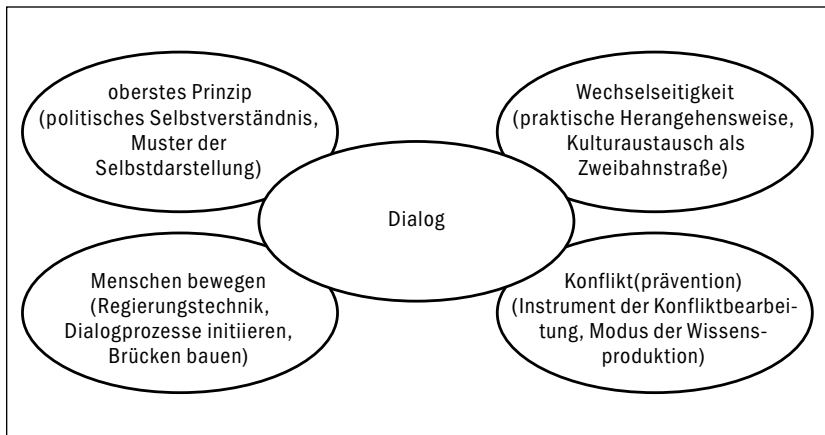 oberstes Prinzip
(politisches Selbstverständnis,
Muster der
Selbstdarstellung)
Wechselseitigkeit
(praktische Herangehensweise,
Kulturaustausch als
Zweibahnstraße)
Dialog
Menschen bewegen
(Regierungstechnik,
Dialogprozesse initiieren,
Brücken bauen)
Konflikt(prävention)
(Instrument der Konfliktbearbei-
tung, Modus der Wissens-
produktion)